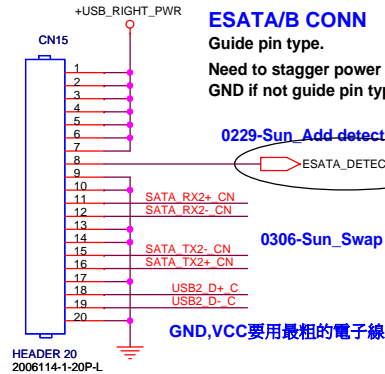 +USB_RIGHT_PWR
ESATA/B CONN
CN15
Guide pin type.
Need to stagger power
GND if not guide pin typ
1
2
3
4
5
6
7
0229-Sun_Add detect
8
ESATA_DETEC
9
10
11 SATA_RX2+_CN
12 SATA_RX2-_CN
13
14
0306-Sun_Swap
15 SATA_TX2-_CN
16 SATA_TX2+_CN
17
18 USB2_D+_C
19 USB2_D-_C
20
GND,VCC要用最粗的電子線
HEADER 20
2006114-1-20P-L